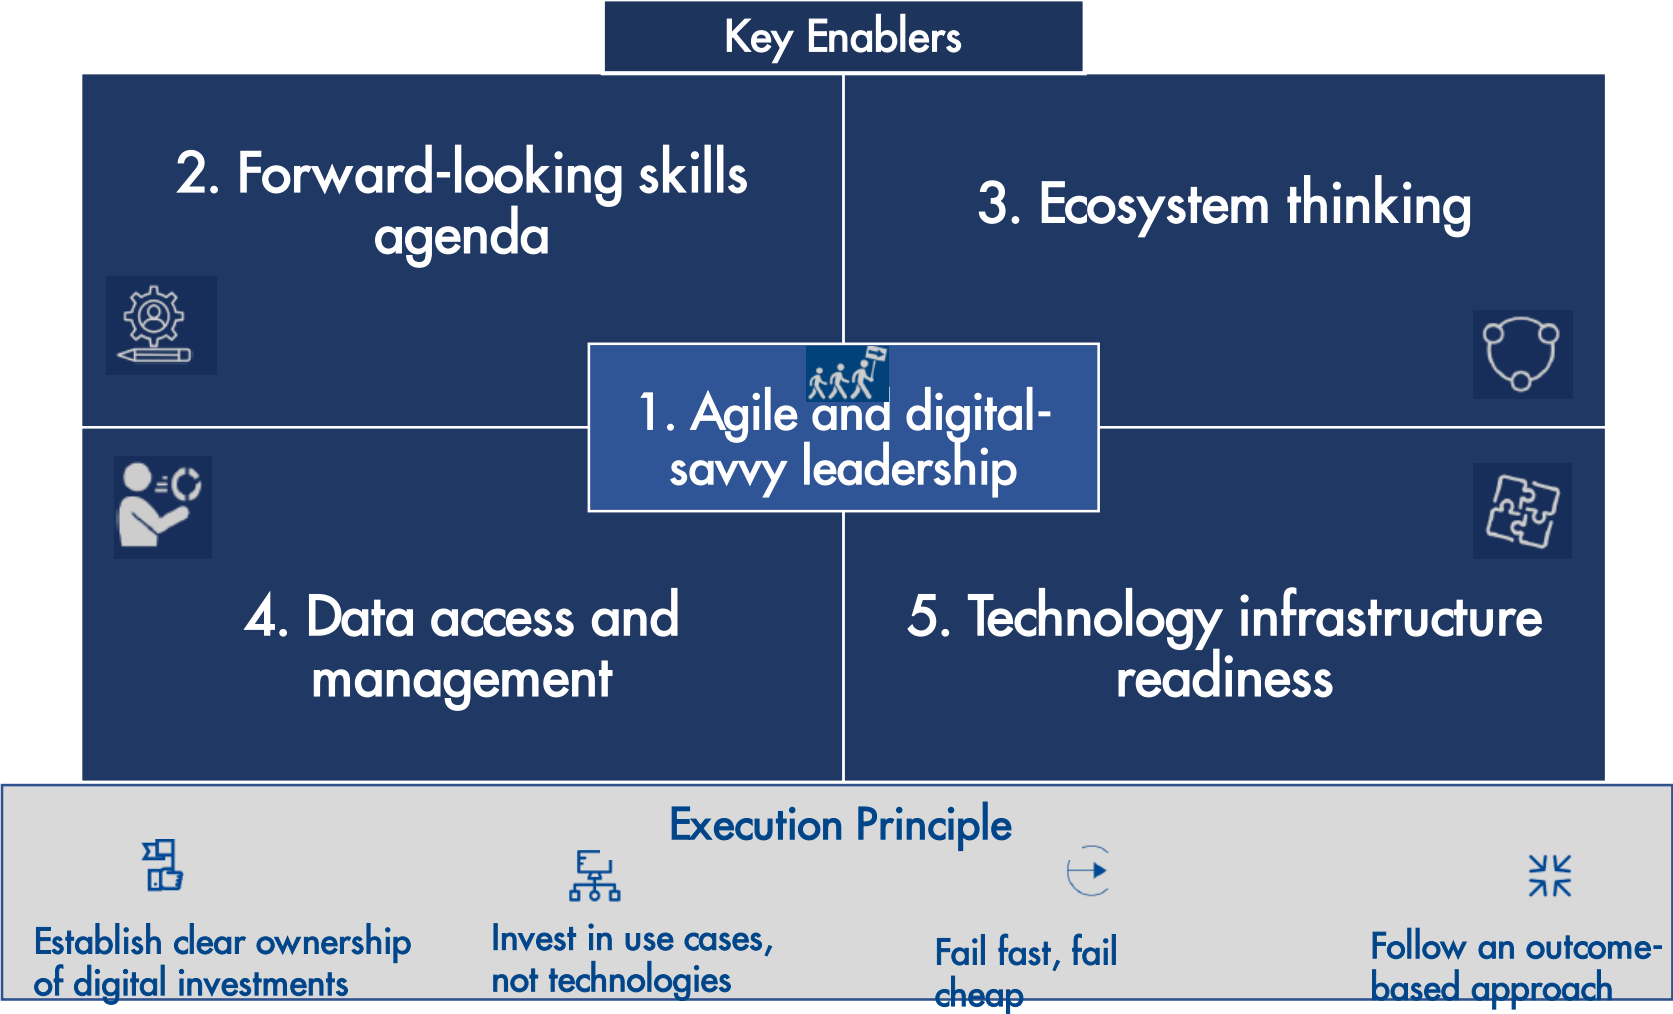 Key Enablers
2. Forward-looking skills
agenda
3. Ecosystem thinking
1. Agile and digital-
savvy leadership
4. Data access and
management
5. Technology infrastructure
readiness
Execution Principle
Establish clear ownership
of digital investments
Invest in use cases,
not technologies
Fail fast, fail
cheap
Follow an outcome-
based approach